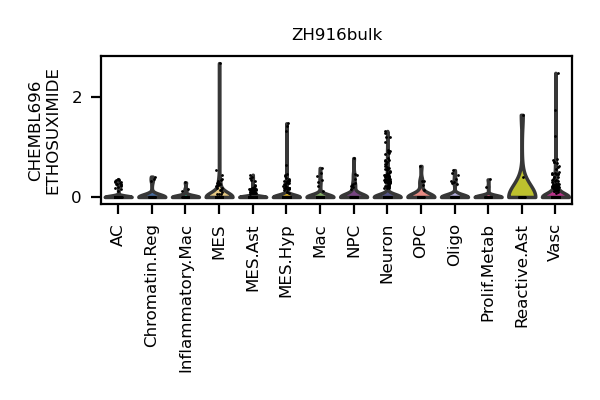 ZH916bulk
CHEMBL696
ETHOSUXIMIDE
2
0
AC
Chromatin.Reg
Inflammatory.Mac
MES
MES.Ast
MES.Hyp
Mac
NPC
Neuron
OPC
Oligo
Prolif.Metab
Reactive.Ast
Vasc